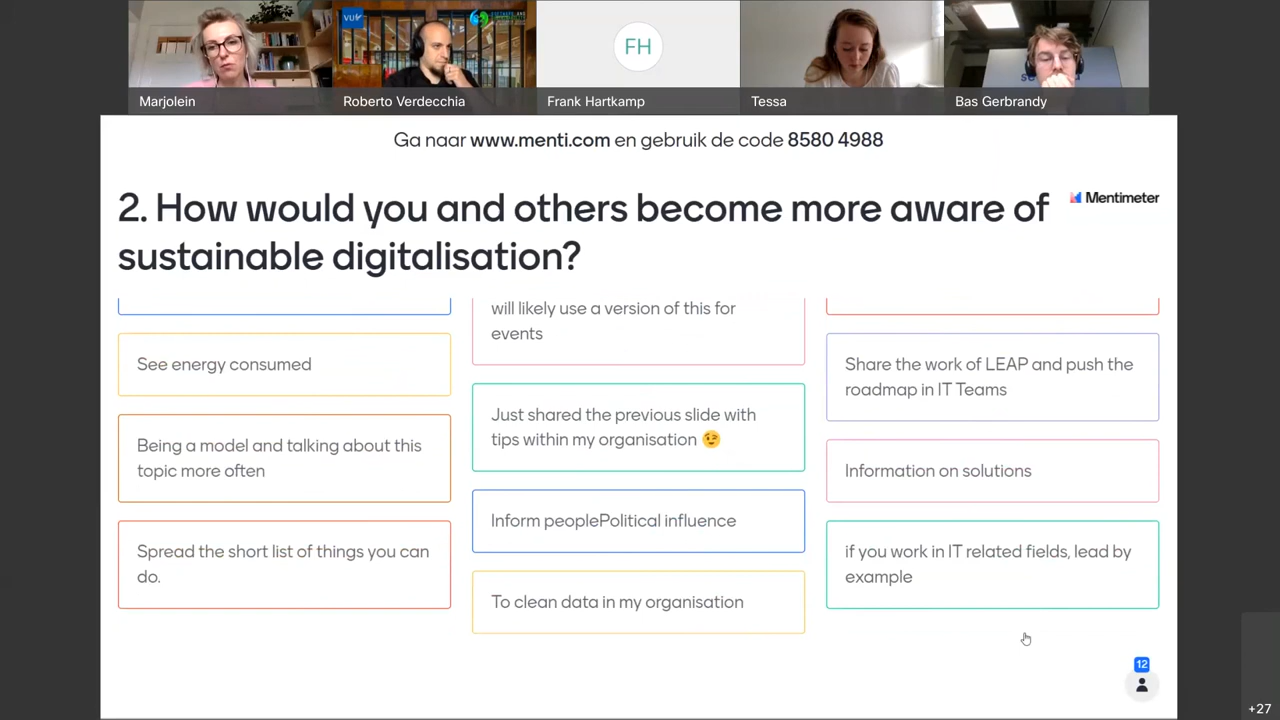 VU
FH
Marjolein
Roberto Verdecchia
Frank Hartkamp
Tessa
Bas Gerbrandy
Ga naar www.menti.com en gebruik de code 8580 4988
2. How would you and others become more aware of
sustainable digitalisation?
Mentimeter
See energy consumed
Being a model and talking about this
topic more often
Spread the short list of things you can
do.
will likely use a version of this for
events
Just shared the previous slide with
tips within my organisation 😉
Inform peoplePolitical influence
To clean data in my organisation
Share the work of LEAP and push the
roadmap in IT Teams
Information on solutions
if you work in IT related fields, lead by
example
12
+27